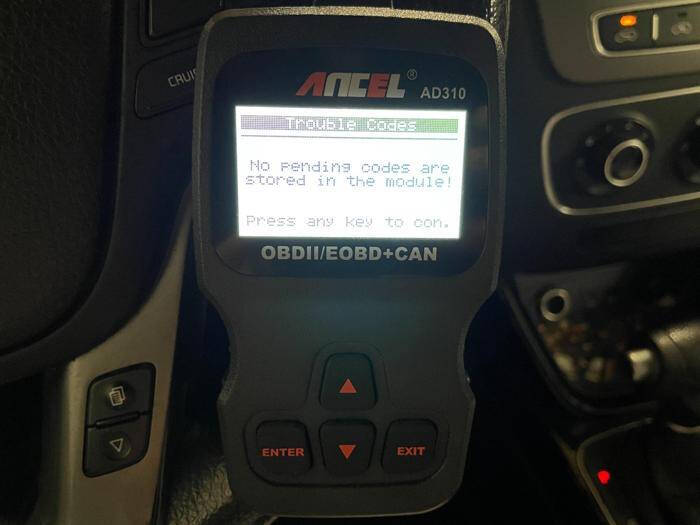 CRUI
ANCEL®
AD310
Trouble Codes
No pending codes are
stored in the module!
Press any key to con.
OBDII/EOBD+CAN
ENTER
EXIT